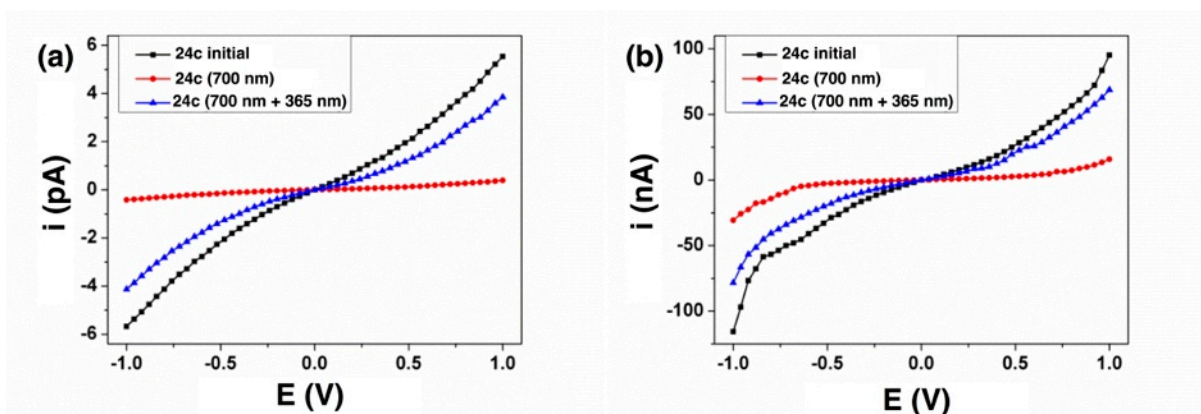 (a)
24c initial
24c (700 nm)
24c (700 nm + 365 nm)
i (pA)
6
4
2
0
-2
-4
-6
-1.0 -0.5 0.0 0.5 1.0
E (V)
(b)
24c initial
24c (700 nm)
24c (700 nm + 365 nm)
i (nA)
100
50
0
-50
-100
-1.0 -0.5 0.0 0.5 1.0
E (V)